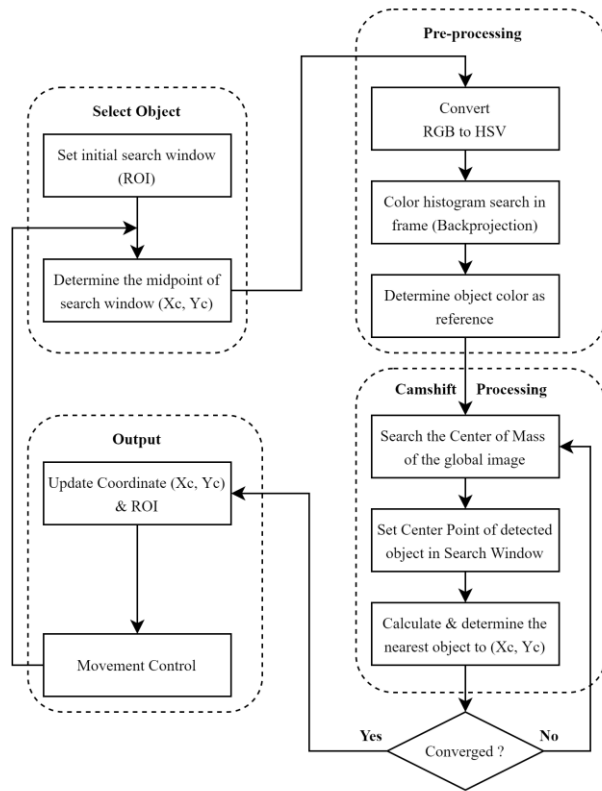 Select Object
Set initial search window
(ROI)
Determine the midpoint of
search window (Xc, Yc)
Pre-processing
Convert
RGB to HSV
Color histogram search in
frame (Backprojection)
Determine object color as
reference
Camshift Processing
Search the Center of Mass
of the global image
Set Center Point of detected
object in Search Window
Calculate & determine the
nearest object to (Xc, Yc)
Converged ?
Yes
No
Output
Update Coordinate (Xc, Yc)
& ROI
Movement Control